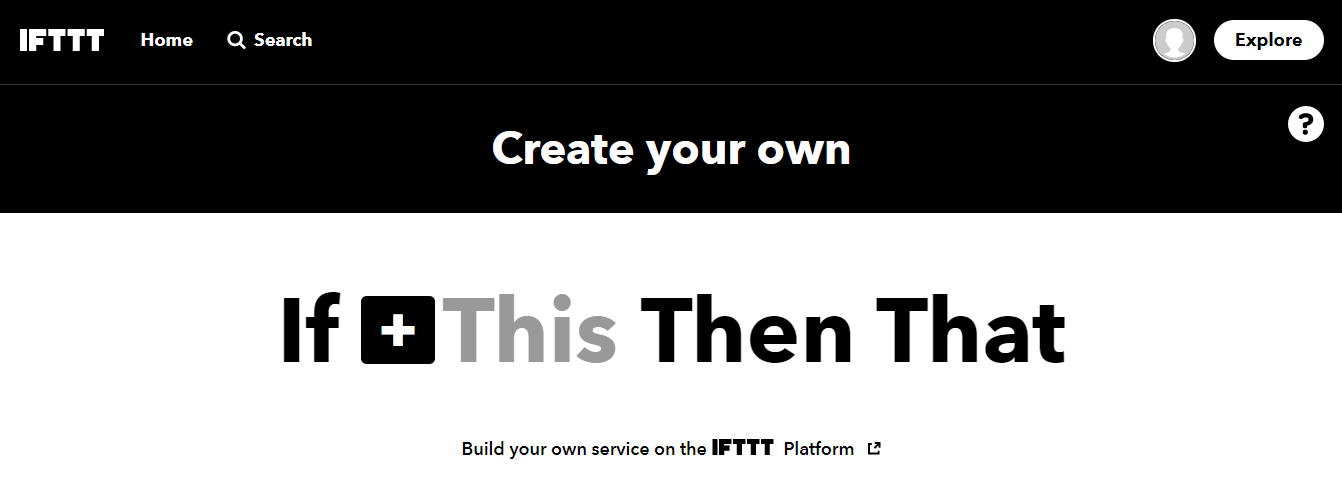 IFTTT Home Search Explore
?
Create your own
If + This Then That
Build your own service on the IFTTT Platform